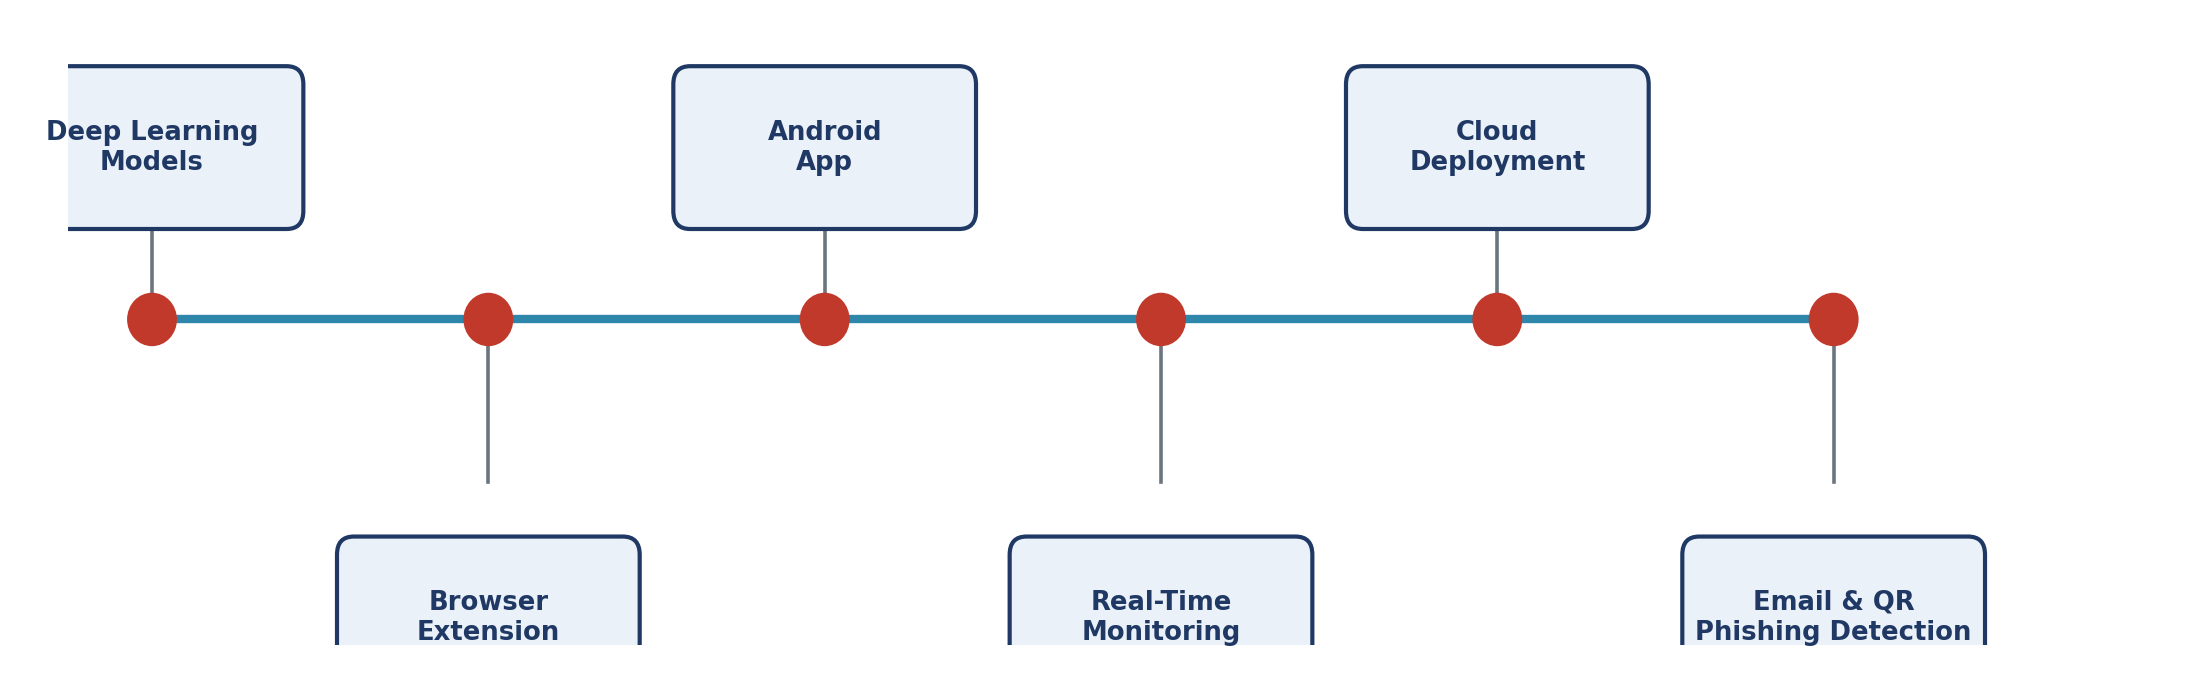 Deep Learning
Models
Android
App
Cloud
Deployment
Browser
Extension
Real-Time
Monitoring
Email & QR
Phishing Detection